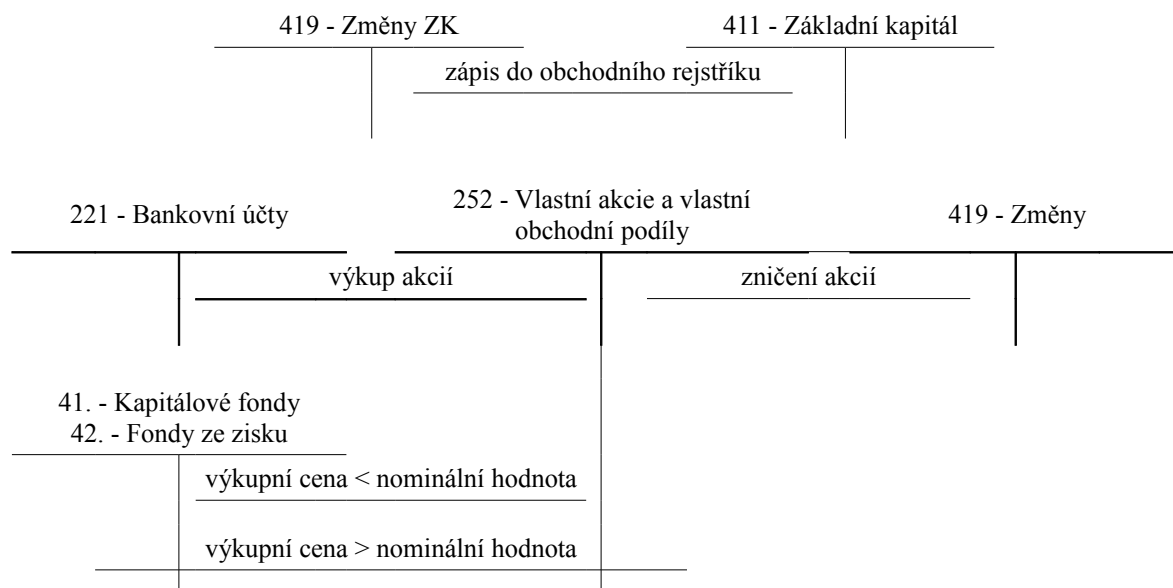 419 - Změny ZK
411 - Základní kapitál
zápis do obchodního rejstříku
221 - Bankovní účty
252 - Vlastní akcie a vlastní
obchodní podíly
419 - Změny
výkup akcií
zničení akcií
41. - Kapitálové fondy
42. - Fondy ze zisku
výkupní cena < nominální hodnota
výkupní cena > nominální hodnota